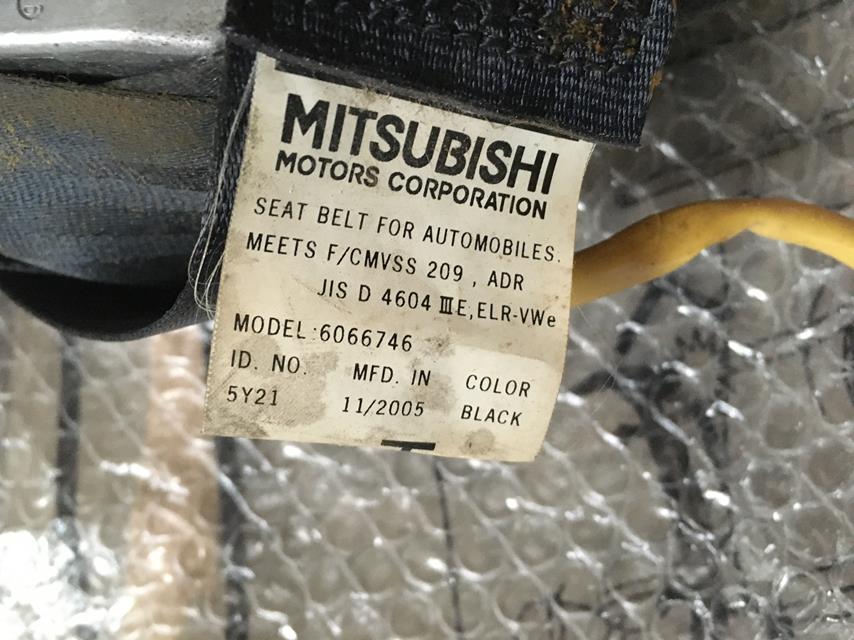 MITSUBISHI
MOTORS CORPORATION
SEAT BELT FOR AUTOMOBILES.
MEETS F/CMVSS 209 , ADR
JIS D 4604 ⅢE,ELR-VWe
MODEL:6066746
ID. NO. MFD. IN COLOR
5Y21 11/2005 BLACK